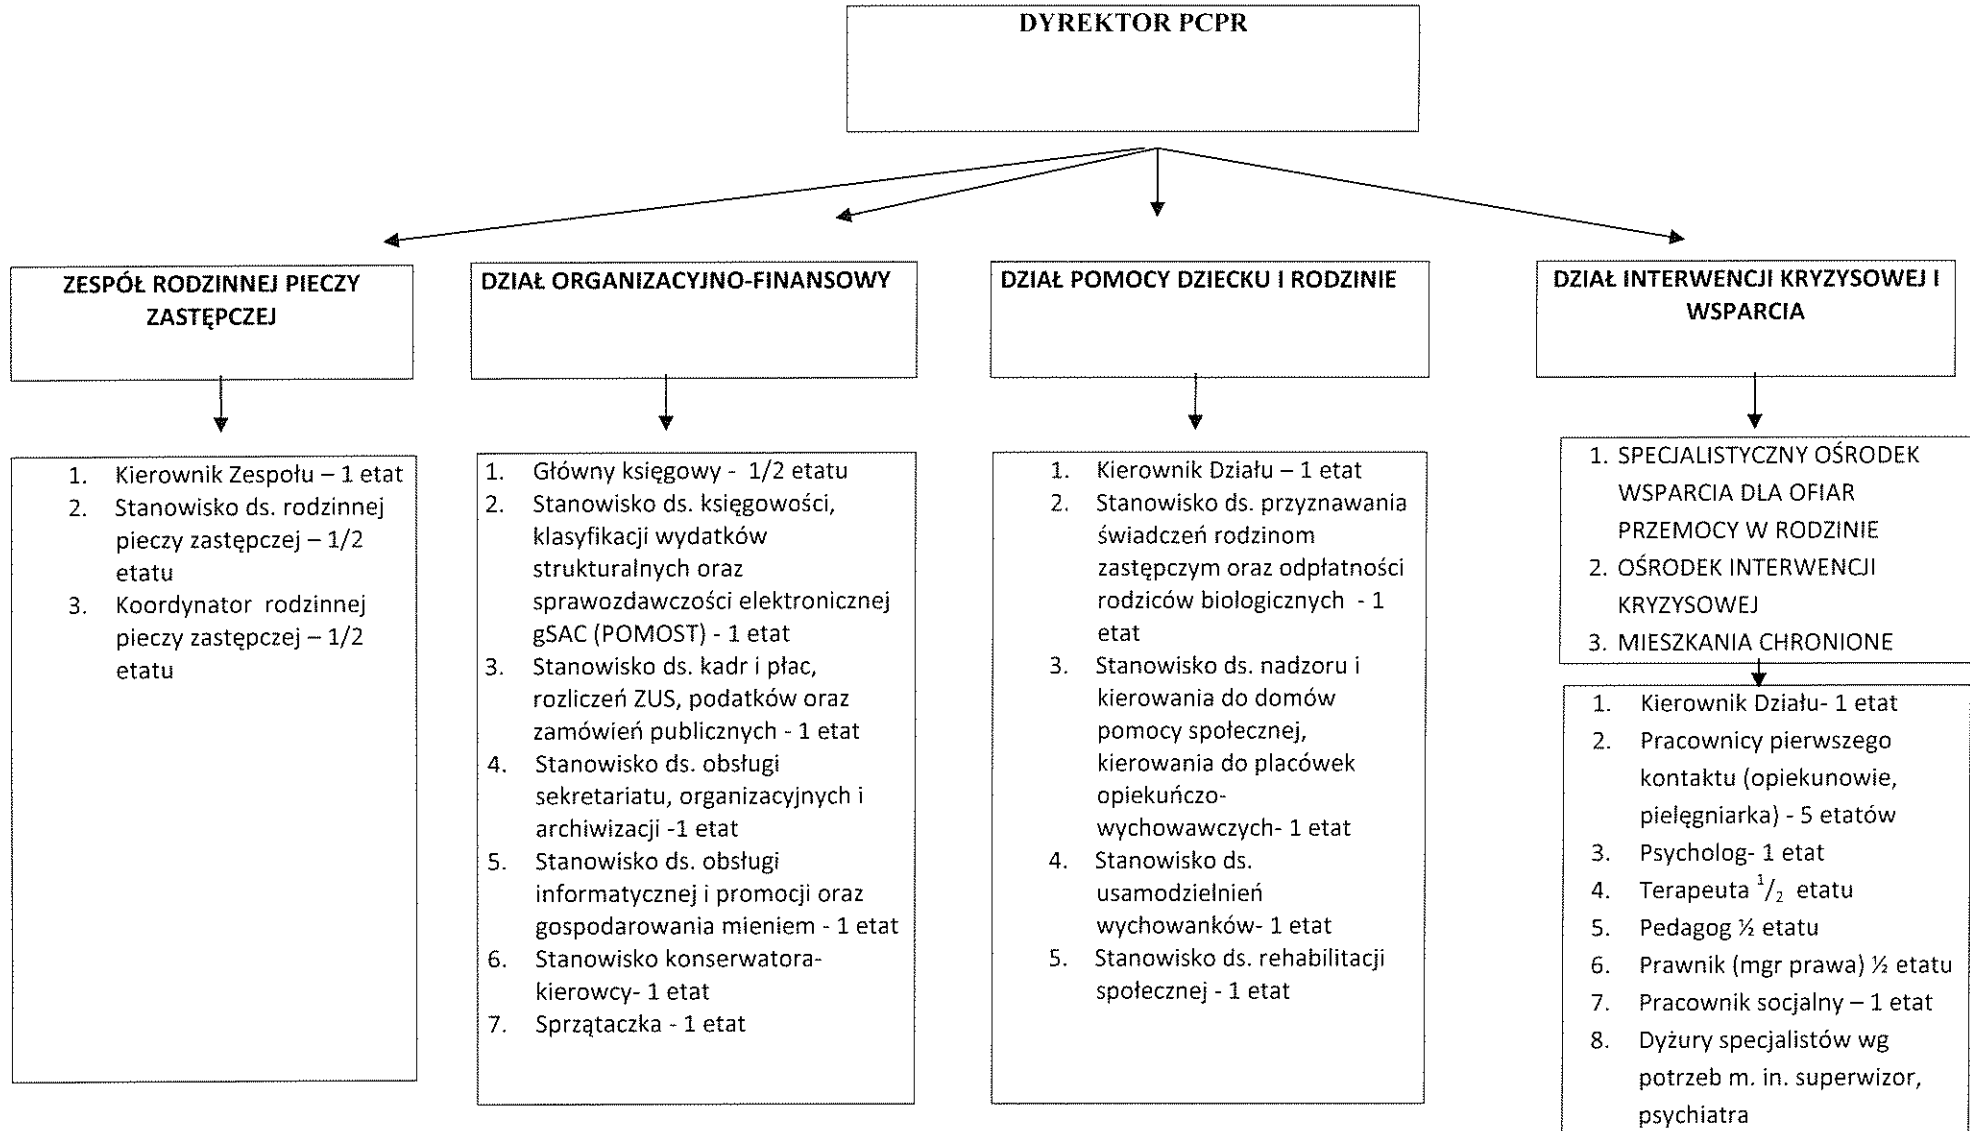 DYREKTOR PCPR
ZESPÓŁ RODZINNEJ PIECZY
ZASTĘPCZEJ
1. Kierownik Zespołu – 1 etat
2. Stanowisko ds. rodzinnej
pieczy zastępczej – 1/2
etatu
3. Koordynator rodzinnej
pieczy zastępczej – 1/2
etatu
DZIAŁ ORGANIZACYJNO-FINANSOWY
1. Główny księgowy - 1/2 etatu
2. Stanowisko ds. księgowości,
klasyfikacji wydatków
strukturalnych oraz
sprawozdawczości elektronicznej
gSAC (POMOST) - 1 etat
3. Stanowisko ds. kadr i płac,
rozliczeń ZUS, podatków oraz
zamówień publicznych - 1 etat
4. Stanowisko ds. obsługi
sekretariatu, organizacyjnych i
archiwizacji -1 etat
5. Stanowisko ds. obsługi
informatycznej i promocji oraz
gospodarowania mieniem - 1 etat
6. Stanowisko konserwatora-
kierowcy- 1 etat
7. Sprzątaczka - 1 etat
DZIAŁ POMOCY DZIECKU I RODZINIE
1. Kierownik Działu – 1 etat
2. Stanowisko ds. przyznawania
świadczeń rodzinom
zastępczym oraz odpłatności
rodziców biologicznych - 1
etat
3. Stanowisko ds. nadzoru i
kierowania do domów
pomocy społecznej,
kierowania do placówek
opiekuńczo-
wychowawczych- 1 etat
4. Stanowisko ds.
usamodzielnień
wychowanków- 1 etat
5. Stanowisko ds. rehabilitacji
społecznej - 1 etat
DZIAŁ INTERWENCJI KRYZYSOWEJ I
WSPARCIA
1. SPECJALISTYCZNY OŚRODEK
WSPARCIA DLA OFIAR
PRZEMOCY W RODZINIE
2. OŚRODEK INTERWENCJI
KRYZYSOWEJ
3. MIESZKANIA CHRONIONE
1. Kierownik Działu- 1 etat
2. Pracownicy pierwszego
kontaktu (opiekunowie,
pielęgniarka) - 5 etatów
3. Psycholog- 1 etat
4. Terapeuta 1/2 etatu
5. Pedagog ½ etatu
6. Prawnik (mgr prawa) ½ etatu
7. Pracownik socjalny – 1 etat
8. Dyżury specjalistów wg
potrzeb m. in. superwizor,
psychiatra